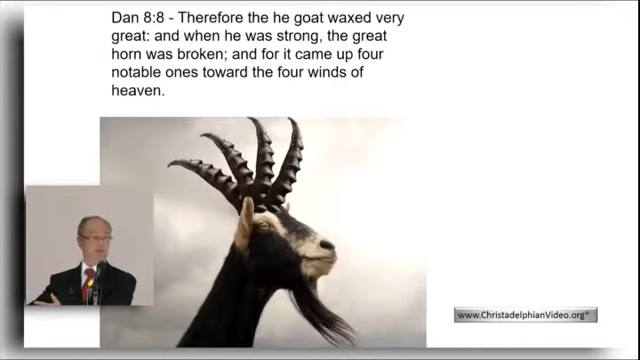 Dan 8:8 - Therefore the he goat waxed very
great: and when he was strong, the great
horn was broken; and for it came up four
notable ones toward the four winds of
heaven.
www.ChristadelphianVideo.org®